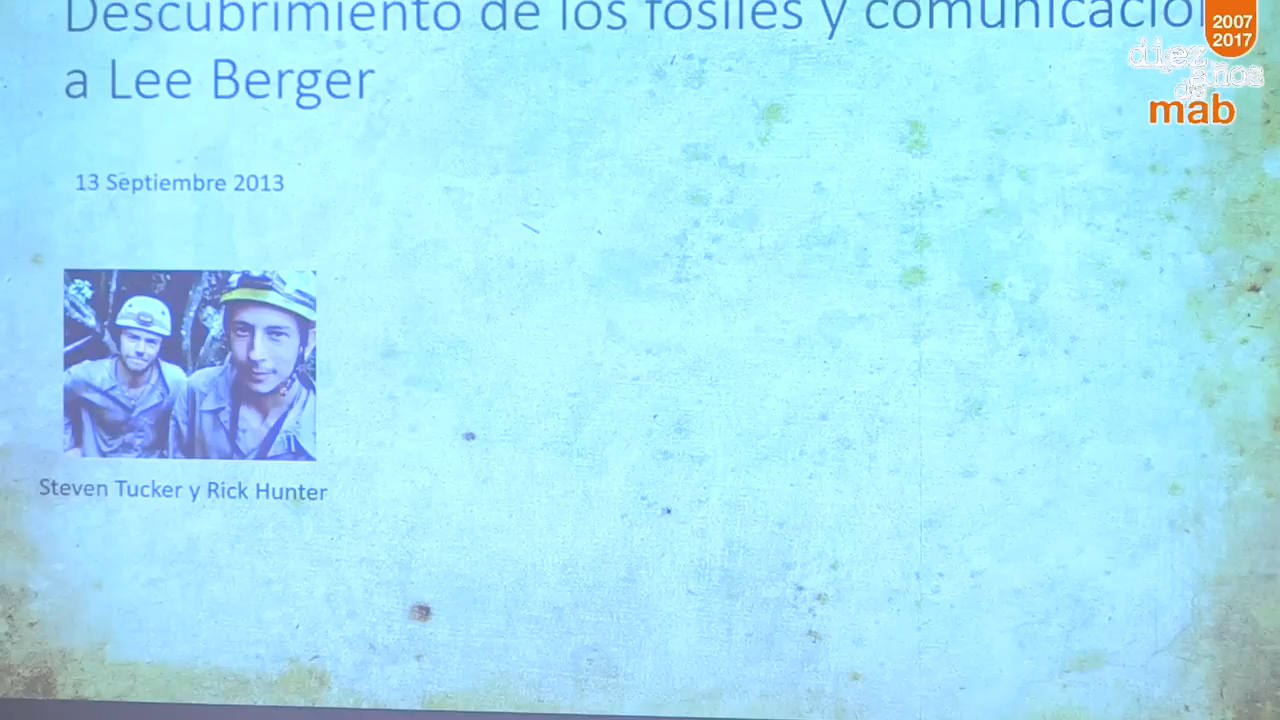 Descubrimiento de los fósiles y comunicación
a Lee Berger
2007
2017
diez
años
de
mab
13 Septiembre 2013
Steven Tucker y Rick Hunter